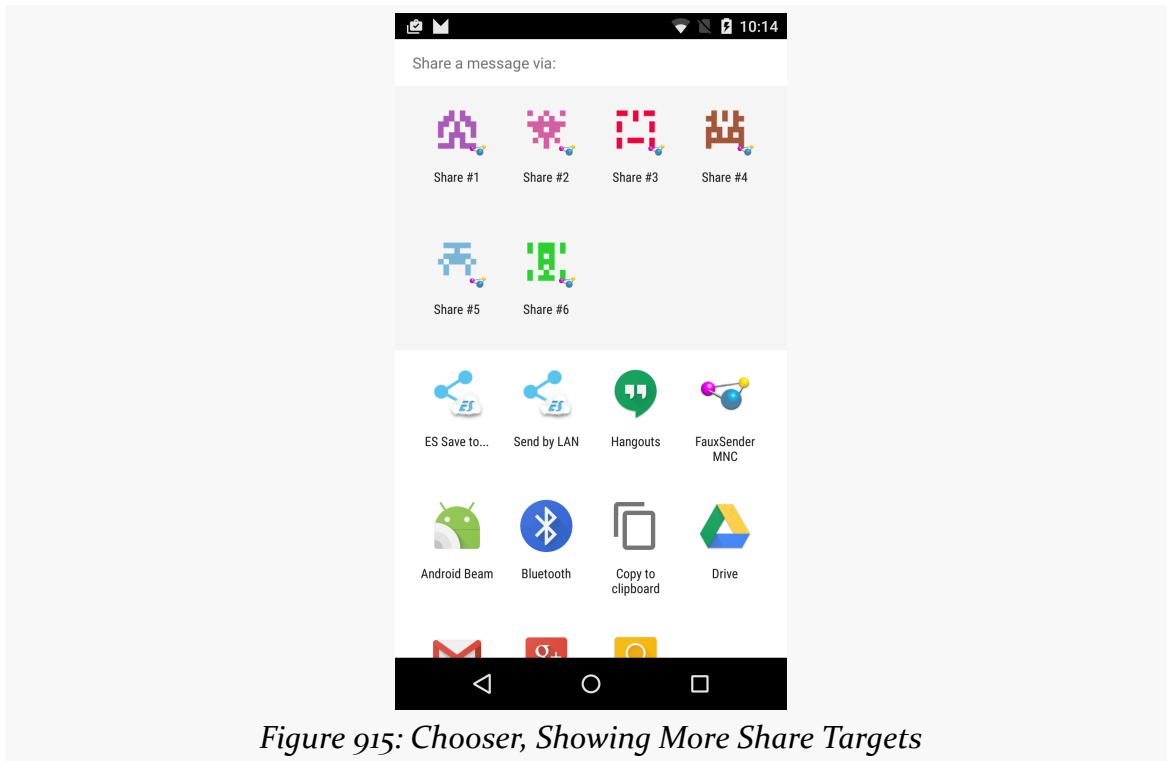 10:14
Share a message via:
Share #1 Share #2 Share #3 Share #4
Share #5 Share #6
ES Save to... Send by LAN Hangouts FauxSender
MNC
Android Beam Bluetooth Copy to Drive
clipboard
g+
Figure 915: Chooser, Showing More Share Targets